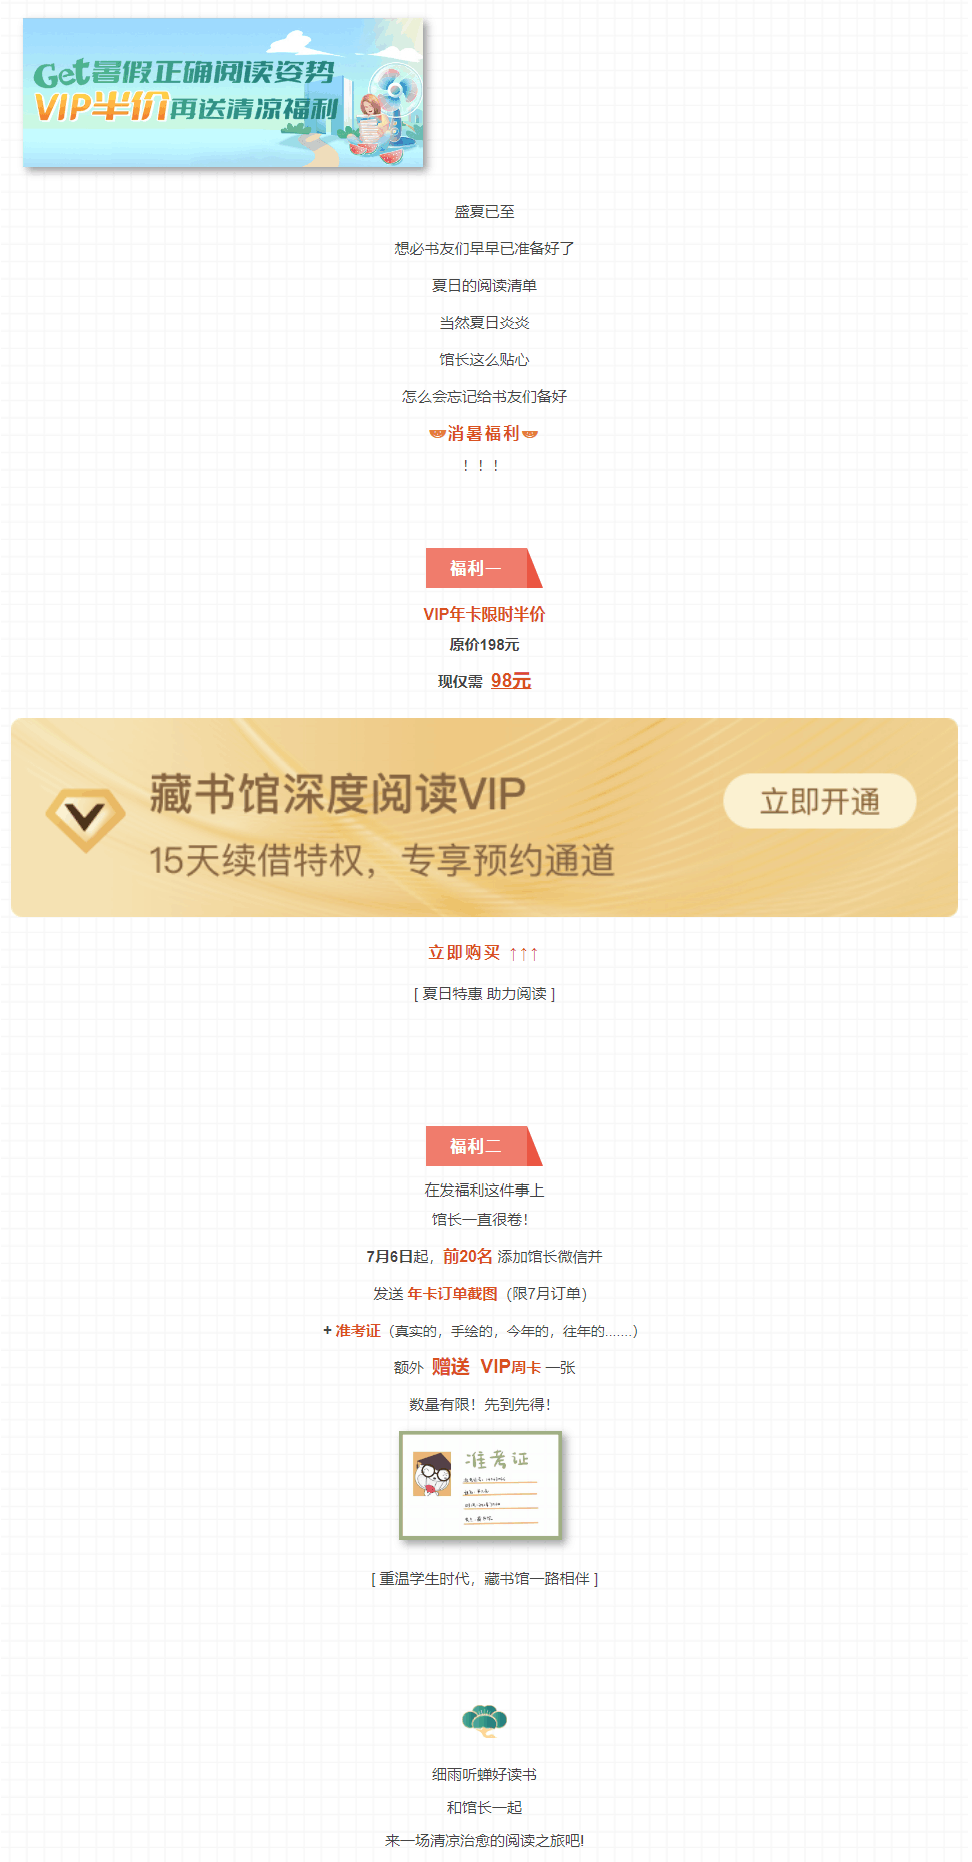 Get暑假正确阅读姿势
VIP半价再送清凉福利
盛夏已至
想必书友们早早已准备好了
夏日的阅读清单
当然夏日炎炎
馆长这么贴心
怎么会忘记给书友们备好
消暑福利
！！！
福利一
VIP年卡限时半价
原价198元
现仅需 98元
藏书馆深度阅读VIP
立即开通
15天续借特权，专享预约通道
立即购买 ↑↑↑
[ 夏日特惠 助力阅读 ]
福利二
在发福利这件事上
馆长一直很卷！
7月6日起，前20名 添加馆长微信并
发送 年卡订单截图（限7月订单）
+ 准考证（真实的，手绘的，今年的，往年的.......）
额外 赠送 VIP周卡 一张
数量有限！先到先得！
准考证
[ 重温学生时代，藏书馆一路相伴 ]
细雨听蝉好读书
和馆长一起
来一场清凉治愈的阅读之旅吧!